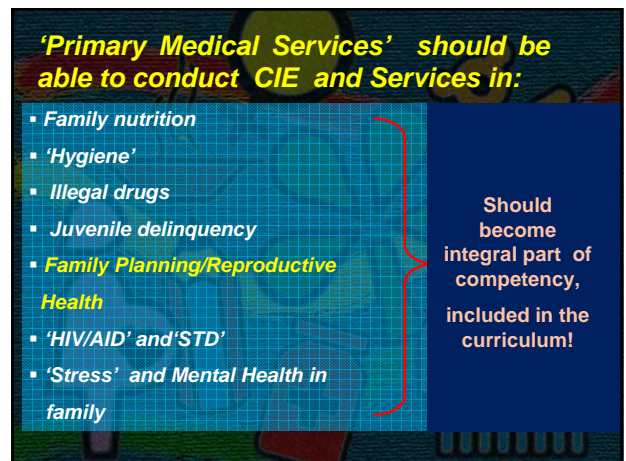 ‘Primary Medical Services’ should be
able to conduct CIE and Services in:
▪ Family nutrition
▪ ‘Hygiene’
▪ Illegal drugs
▪ Juvenile delinquency
▪ Family Planning/Reproductive
Health
▪ ‘HIV/AID’ and‘STD’
▪ ‘Stress’ and Mental Health in
family
Should
become
integral part of
competency,
included in the
curriculum!